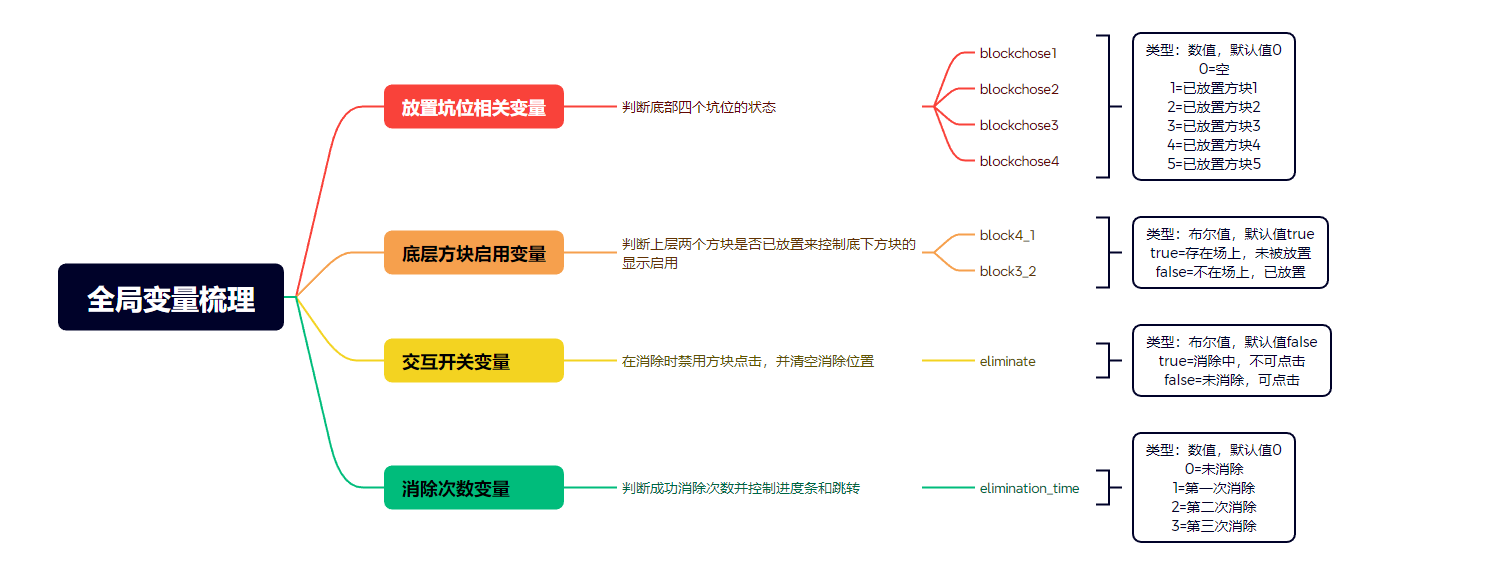 全局变量梳理
放置坑位相关变量
判断底部四个坑位的状态
blockchose1
blockchose2
blockchose3
blockchose4
类型：数值，默认值0
0=空
1=已放置方块1
2=已放置方块2
3=已放置方块3
4=已放置方块4
5=已放置方块5
底层方块启用变量
判断上层两个方块是否已放置来控制底下方块的
显示启用
block4_1
block3_2
类型：布尔值，默认值true
true=存在场上，未被放置
false=不在场上，已放置
交互开关变量
在消除时禁用方块点击，并清空消除位置
eliminate
类型：布尔值，默认值false
true=消除中，不可点击
false=未消除，可点击
消除次数变量
判断成功消除次数并控制进度条和跳转
elimination_time
类型：数值，默认值0
0=未消除
1=第一次消除
2=第二次消除
3=第三次消除